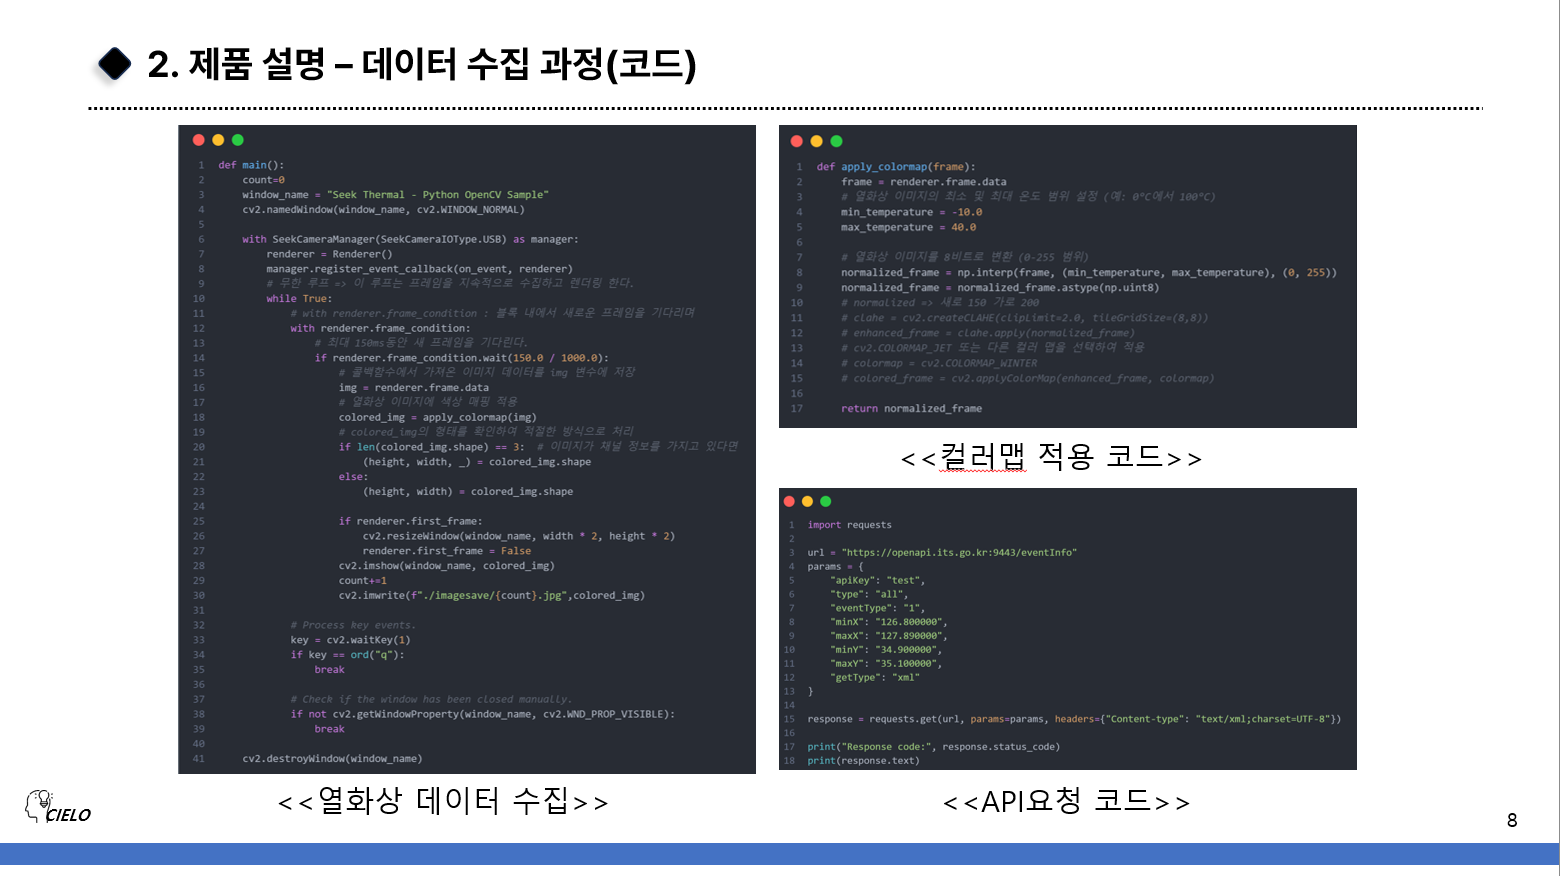 2. 제품 설명 – 데이터 수집 과정(코드)
1 def main():
2 count=0
3 window_name = "Seek Thermal - Python OpenCV Sample"
4 cv2.namedWindow(window_name, cv2.WINDOW_NORMAL)
5
6 with SeekCameraManager(SeekCameraIOType.USB) as manager:
7 renderer = Renderer()
8 manager.register_event_callback(on_event, renderer)
9 # 무한 루프 => 이 루프는 프레임을 지속적으로 수집하고 렌더링 한다.
10 while True:
11 # with renderer.frame_condition : 블록 내에서 새로운 프레임을 기다리며
12 with renderer.frame_condition:
13 # 최대 150ms동안 새 프레임을 기다린다.
14 if renderer.frame_condition.wait(150.0 / 1000.0):
15 # 콜백함수에서 가져온 이미지 데이터를 img 변수에 저장
16 img = renderer.frame.data
17 # 열화상 이미지에 색상 매핑 적용
18 colored_img = apply_colormap(img)
19 # colored_img의 형태를 확인하여 적절한 방식으로 처리
20 if len(colored_img.shape) == 3: # 이미지가 채널 정보를 가지고 있다면
21 (height, width, _) = colored_img.shape
22 else:
23 (height, width) = colored_img.shape
24
25 if renderer.first_frame:
26 cv2.resizeWindow(window_name, width * 2, height * 2)
27 renderer.first_frame = False
28 cv2.imshow(window_name, colored_img)
29 count+=1
30 cv2.imwrite(f"./imagesave/{count}.jpg",colored_img)
31
32 # Process key events.
33 key = cv2.waitKey(1)
34 if key == ord("q"):
35 break
36
37 # Check if the window has been closed manually.
38 if not cv2.getWindowProperty(window_name, cv2.WND_PROP_VISIBLE):
39 break
40
41 cv2.destroyWindow(window_name)
<<열화상 데이터 수집>>
1 def apply_colormap(frame):
2 frame = renderer.frame.data
3 # 열화상 이미지의 최소 및 최대 온도 범위 설정 (예: 0°C에서 100°C)
4 min_temperature = -10.0
5 max_temperature = 40.0
6
7 # 열화상 이미지를 8비트로 변환 (0-255 범위)
8 normalized_frame = np.interp(frame, (min_temperature, max_temperature), (0, 255))
9 normalized_frame = normalized_frame.astype(np.uint8)
10 # normalized => 새로 150 가로 200
11 # clahe = cv2.createCLAHE(clipLimit=2.0, tileGridSize=(8,8))
12 # enhanced_frame = clahe.apply(normalized_frame)
13 # cv2.COLORMAP_JET 또는 다른 컬러 맵을 선택하여 적용
14 # colormap = cv2.COLORMAP_WINTER
15 # colored_frame = cv2.applyColorMap(enhanced_frame, colormap)
16
17 return normalized_frame
<<컬러맵 적용 코드>>
1 import requests
2
3 url = "https://openapi.its.go.kr:9443/eventInfo"
4 params = {
5 "apiKey": "test",
6 "type": "all",
7 "eventType": "1",
8 "minX": "126.800000",
9 "maxX": "127.890000",
10 "minY": "34.900000",
11 "maxY": "35.100000",
12 "getType": "xml"
13 }
14
15 response = requests.get(url, params=params, headers={"Content-type": "text/xml;charset=UTF-8"})
16
17 print("Response code:", response.status_code)
18 print(response.text)
<<API요청 코드>>
CIELO
8